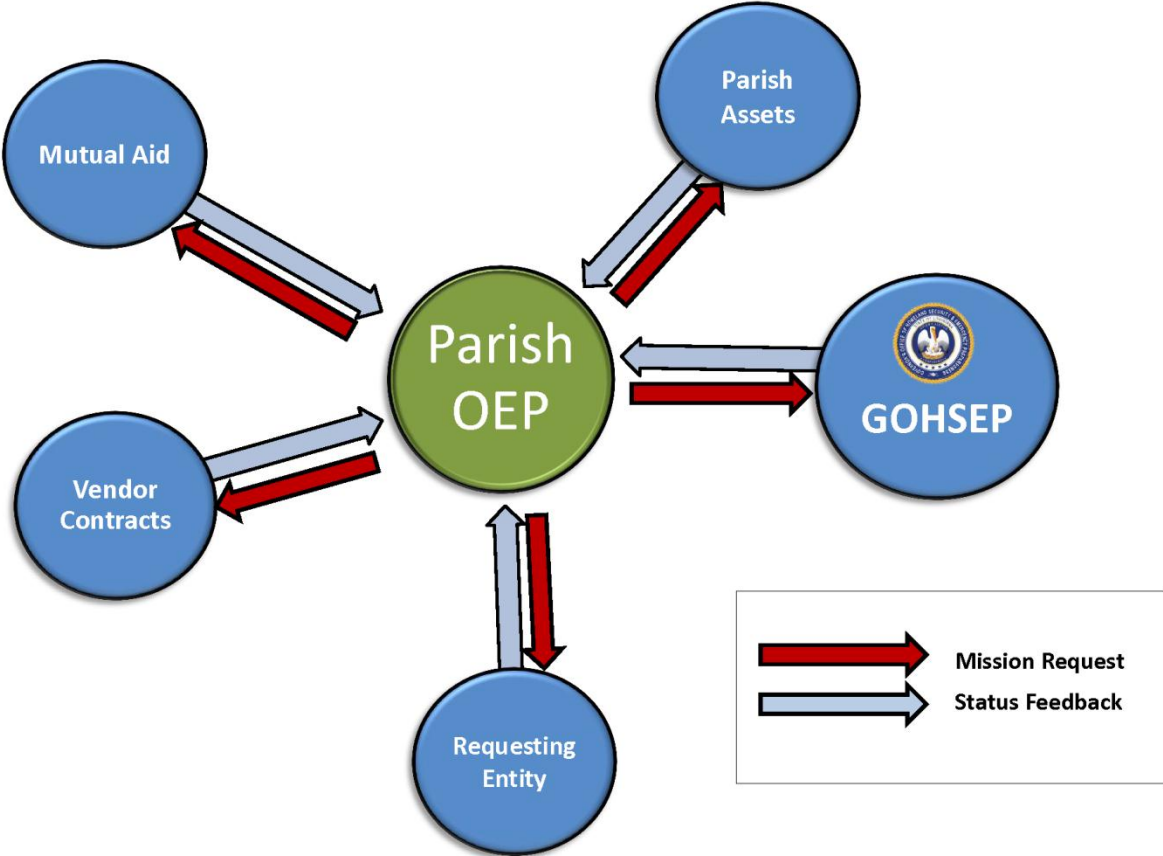 Parish
Assets
Mutual Aid
Parish
OEP
GOHSEP
Vendor
Contracts
Requesting
Entity
Mission Request
Status Feedback